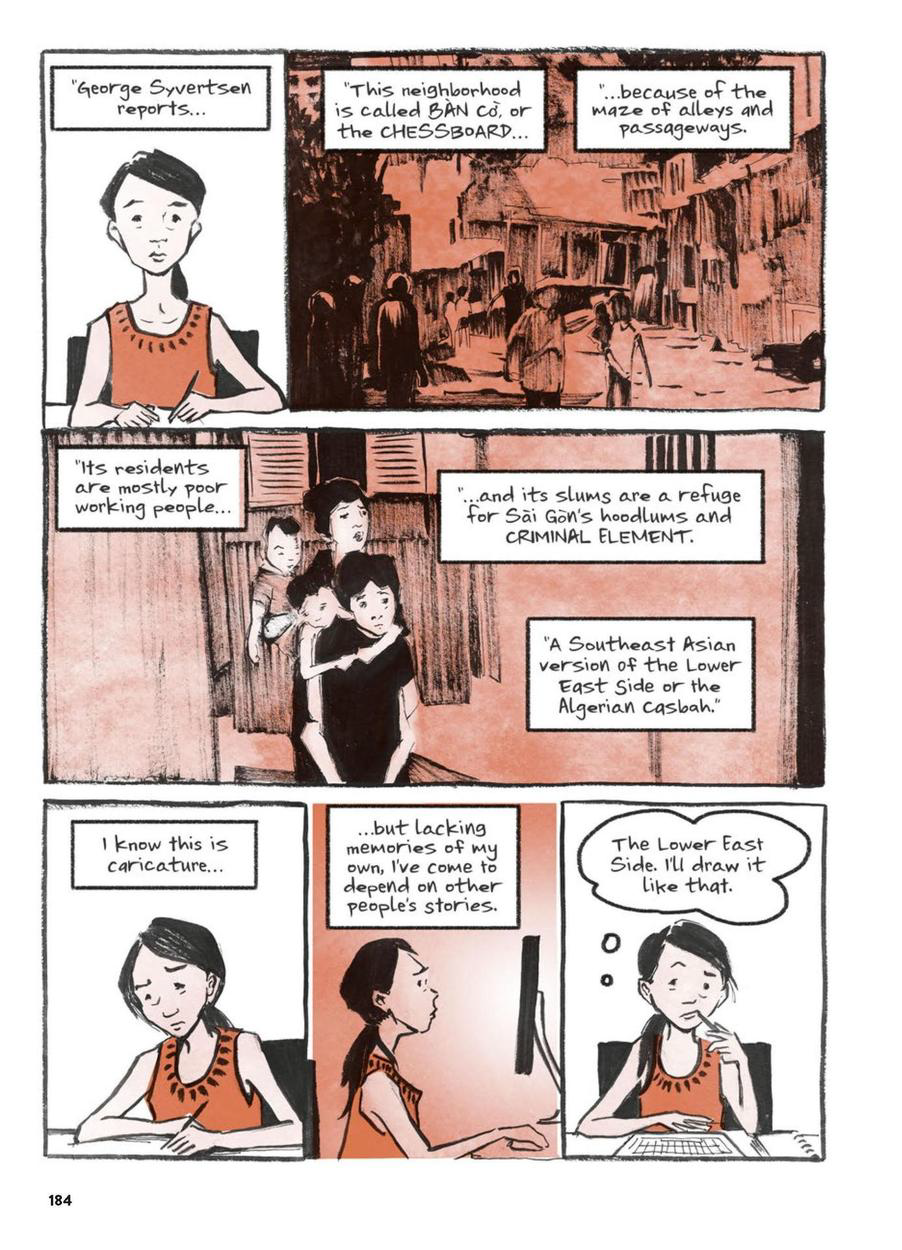 "George Syvertsen
reports...
"This neighborhood
is called BÀN CỜ, or
the CHESSBOARD...
"...because of the
maze of alleys and
passageways.
"Its residents
are mostly poor
working people...
"...and its slums are a refuge
for Sài Gòn's hoodlums and
CRIMINAL ELEMENT.
"A Southeast Asian
version of the Lower
East Side or the
Algerian casbah."
I know this is
caricature...
...but lacking
memories of my
own, I've come to
depend on other
people's stories.
The Lower East
Side. I'll draw it
like that.
184